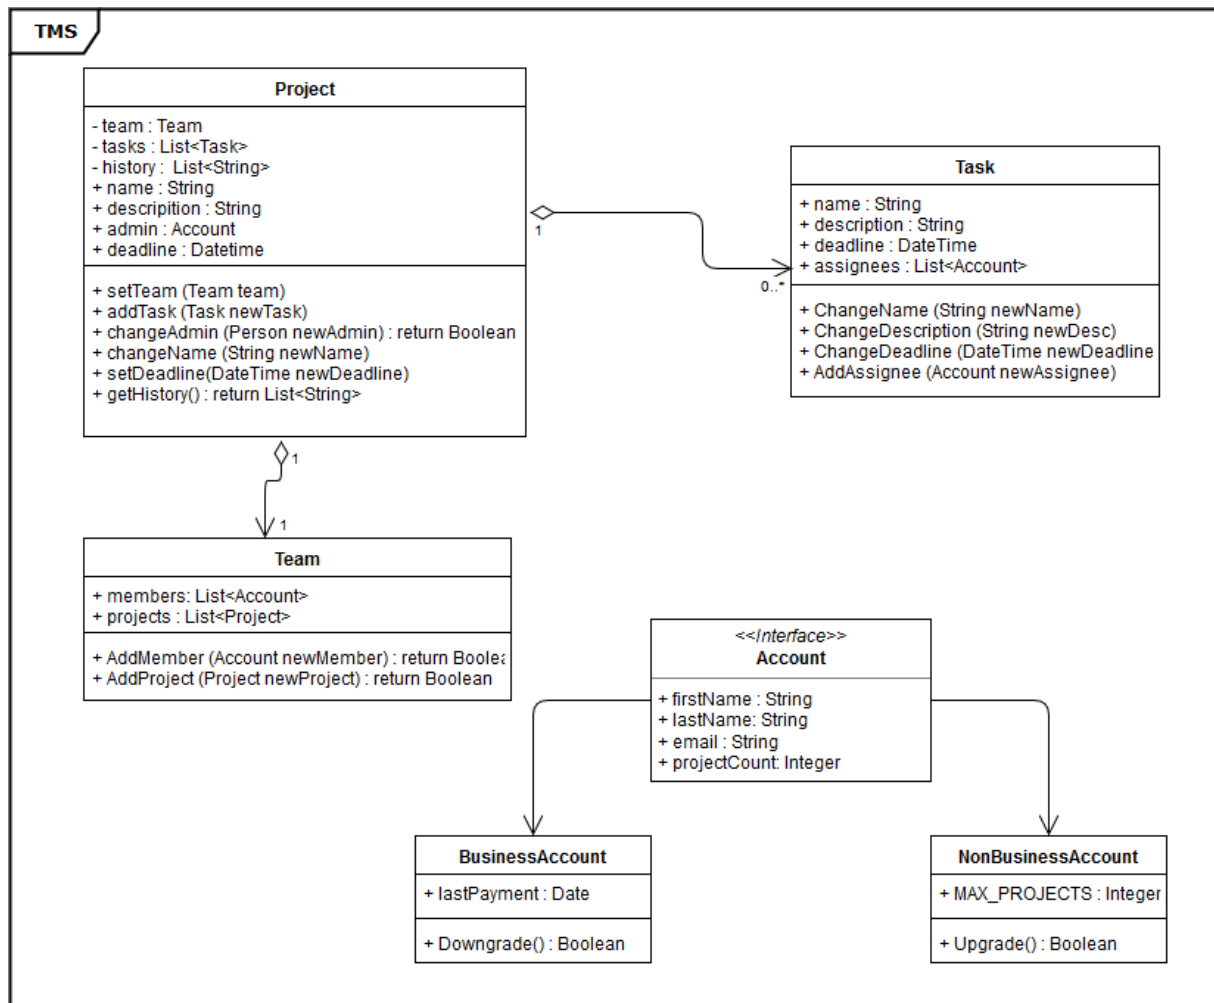 TMS
Project
- team : Team
- tasks : List<Task>
- history :  List<String>
+ name : String
+ descripition : String
+ admin : Account
+ deadline : Datetime
+ setTeam (Team team)
+ addTask (Task newTask)
+ changeAdmin (Person newAdmin) : return Boolean
+ changeName (String newName)
+ setDeadline(DateTime newDeadline)
+ getHistory() : return List<String>
1
0..*
Task
+ name : String
+ description : String
+ deadline : DateTime
+ assignees : List<Account>
+ ChangeName (String newName)
+ ChangeDescription (String newDesc)
+ ChangeDeadline (DateTime newDeadline
+ AddAssignee (Account newAssignee)
1
1
Team
+ members: List<Account>
+ projects : List<Project>
+ AddMember (Account newMember) : return Boolea
+ AddProject (Project newProject) : return Boolean
<<Interface>>
Account
+ firstName : String
+ lastName: String
+ email : String
+ projectCount: Integer
BusinessAccount
+ lastPayment : Date
+ Downgrade() : Boolean
NonBusinessAccount
+ MAX_PROJECTS : Integer
+ Upgrade() : Boolean